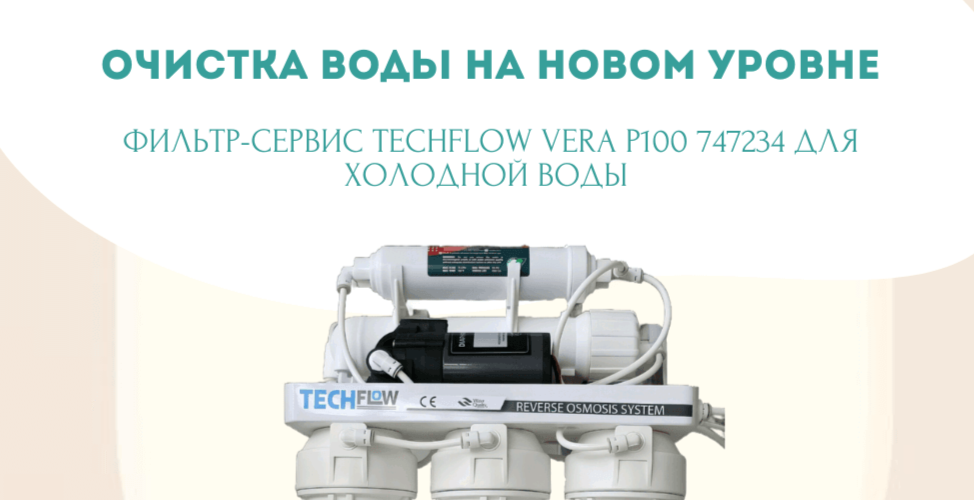 ОЧИСТКА ВОДЫ НА НОВОМ УРОВНЕ
ФИЛЬТР-СЕРВИС TECHFLOW VERA P100 747234 ДЛЯ
ХОЛОДНОЙ ВОДЫ
TECHFLOW CE REVERSE OSMOSIS SYSTEM